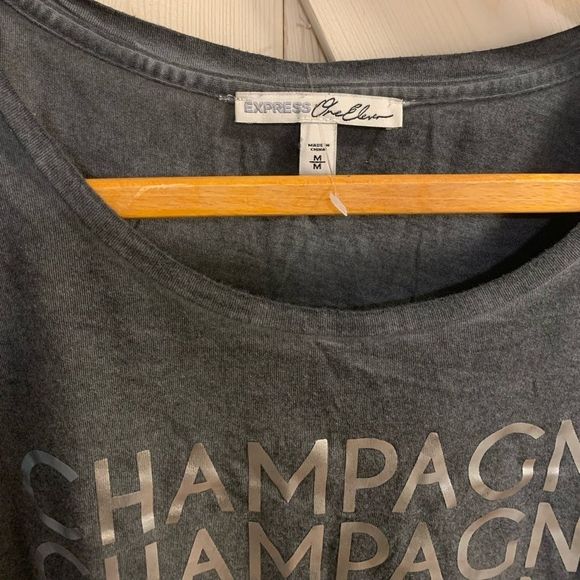 EXPRESS One Eleven
MADE IN
CHINA
M
M
CHAMPAGN
CHAMPAGN